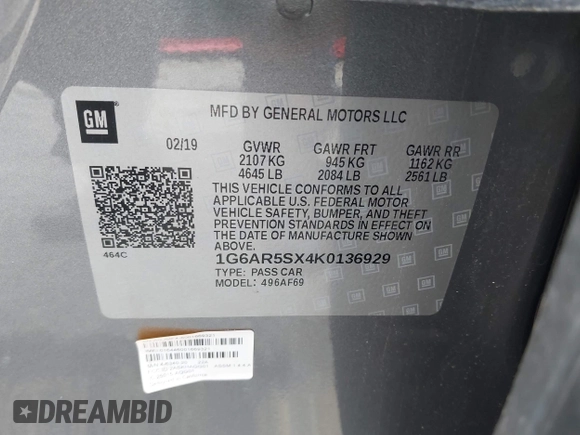 GM
MFD BY GENERAL MOTORS LLC
02/19 GVWR GAWR FRT GAWR RR
2107 KG 945 KG 1162 KG
4645 LB 2084 LB 2561 LB
THIS VEHICLE CONFORMS TO ALL
APPLICABLE U.S. FEDERAL MOTOR
VEHICLE SAFETY, BUMPER, AND THEFT
PREVENTION STANDARDS IN EFFECT ON
THE DATE OF MANUFACTURE SHOWN
ABOVE.
464C
1G6AR5SX4K0136929
TYPE: PASS CAR
MODEL: 496AF69
DREAMBID